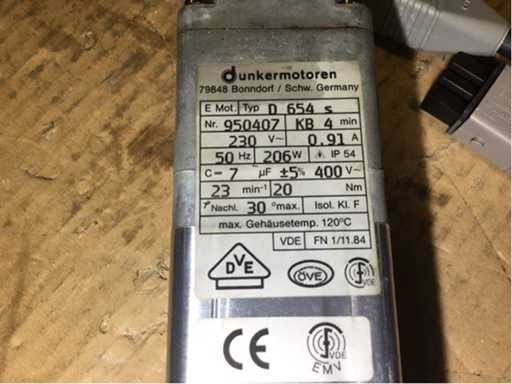 dunkermotoren
79848 Bonndorf / Schw. Germany
E Mot. Typ D 654 s
Nr. 950407 KB 4 min
230 V~ 0.91 A
50 Hz 206W IP 54
C= 7 µF ±5% 400 V~
23 min⁻¹ 20 Nm
Nachl. 30 °max. Isol. Kl. F
max. Gehäusetemp. 120°C
VDE FN 1/11.84
DVE ÖVE VDE
CE VDE
EMV